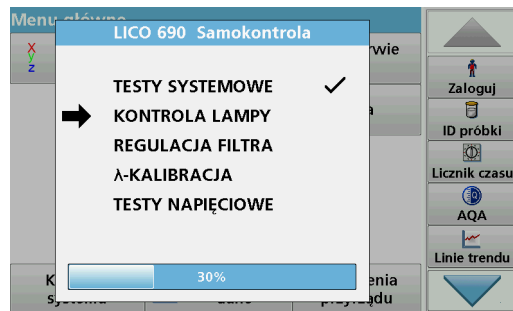 Menu główne
LICO 690 Samokontrola
x
y
z
TESTY SYSTEMOWE
KONTROLA LAMPY
REGULACJA FILTRA
λ-KALIBRACJA
TESTY NAPIĘCIOWE
30%
Zaloguj
ID próbki
Licznik czasu
AQA
Linie trendu